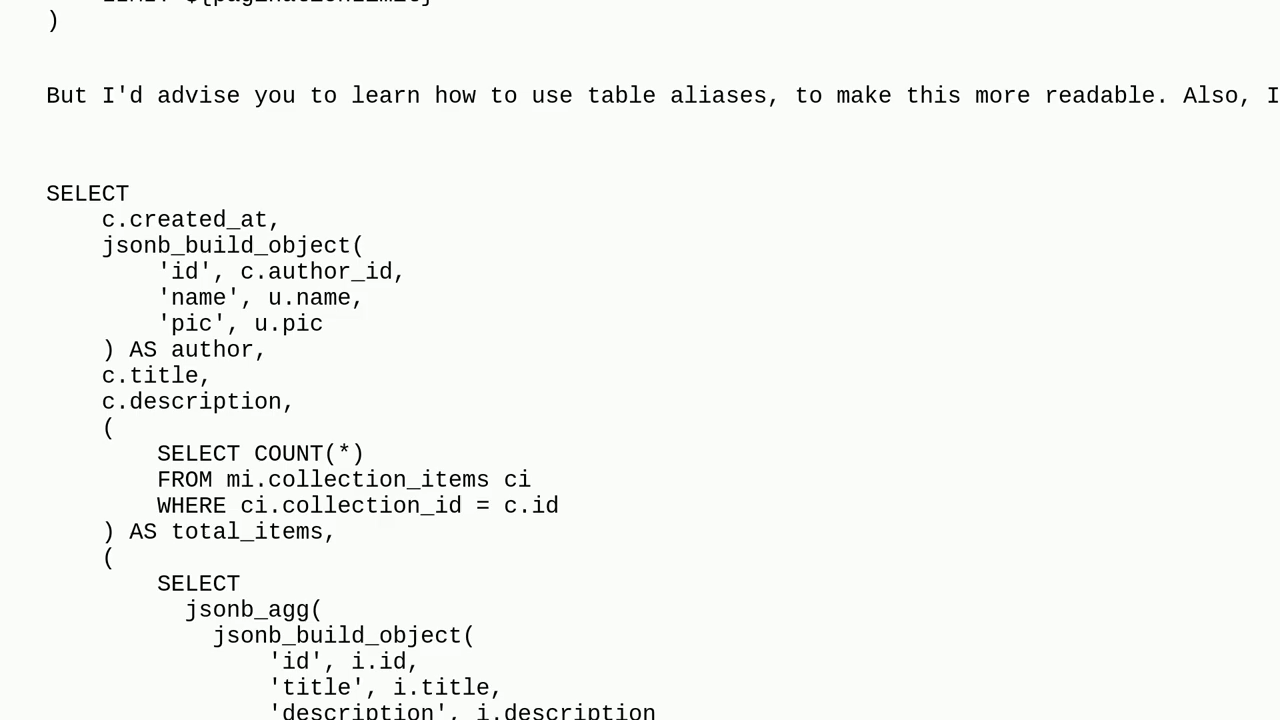 )
But I'd advise you to learn how to use table aliases, to make this more readable. Also, I
SELECT
c.created_at,
jsonb_build_object(
'id', c.author_id,
'name', u.name,
'pic', u.pic
) AS author,
c.title,
c.description,
(
SELECT COUNT(*)
FROM mi.collection_items ci
WHERE ci.collection_id = c.id
) AS total_items,
(
SELECT
jsonb_agg(
jsonb_build_object(
'id', i.id,
'title', i.title,
'description', i.description